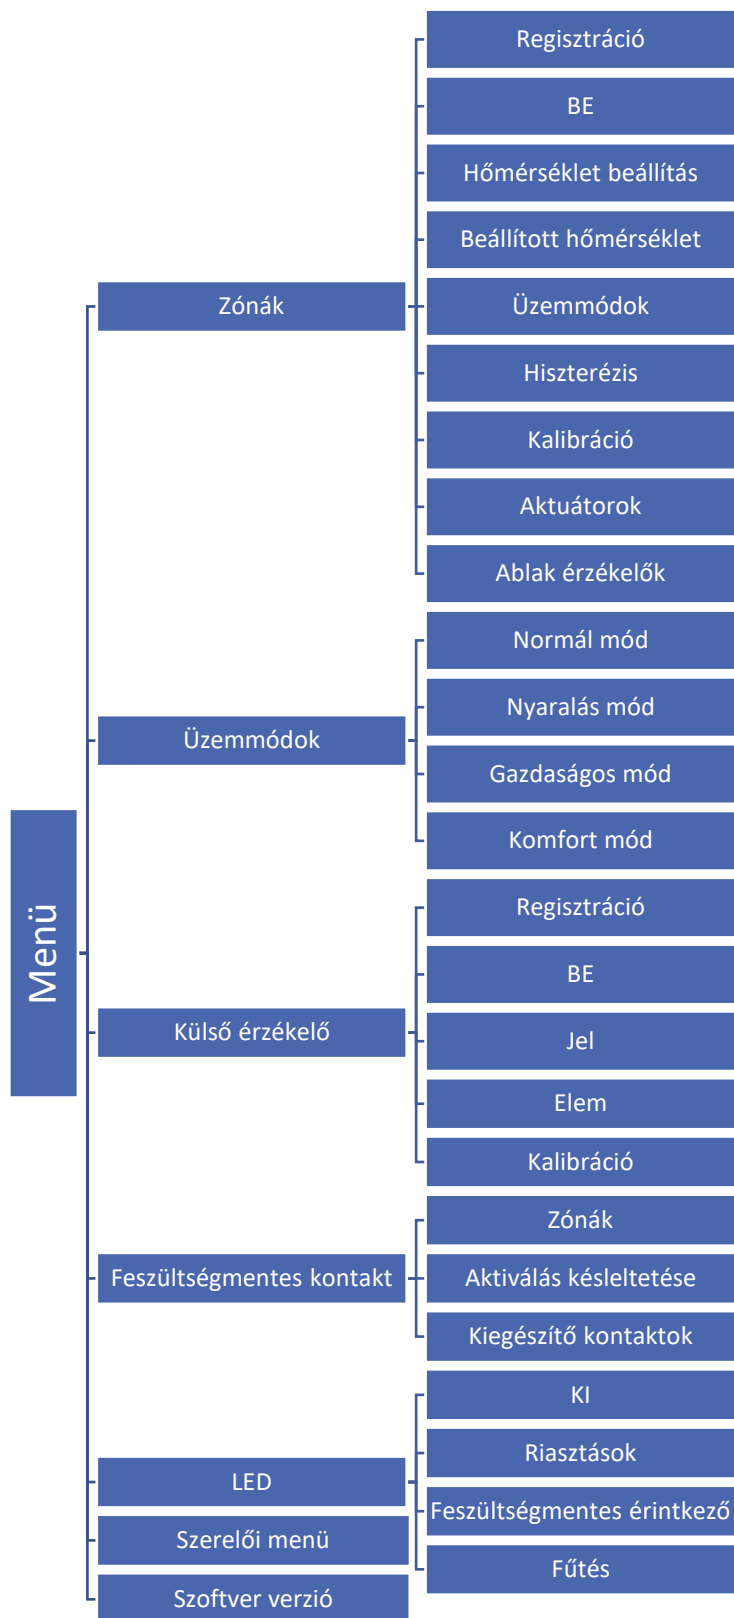 Menü
Zónák
Regisztráció
BE
Hőmérséklet beállítás
Beállított hőmérséklet
Üzemmódok
Hiszterézis
Kalibráció
Aktuátorok
Ablak érzékelők
Üzemmódok
Normál mód
Nyaralás mód
Gazdaságos mód
Komfort mód
Külső érzékelő
Regisztráció
BE
Jel
Elem
Kalibráció
Feszültségmentes kontakt
Zónák
Aktiválás késleltetése
Kiegészítő kontaktok
LED
KI
Riasztások
Feszültségmentes érintkező
Fűtés
Szerelői menü
Szoftver verzió